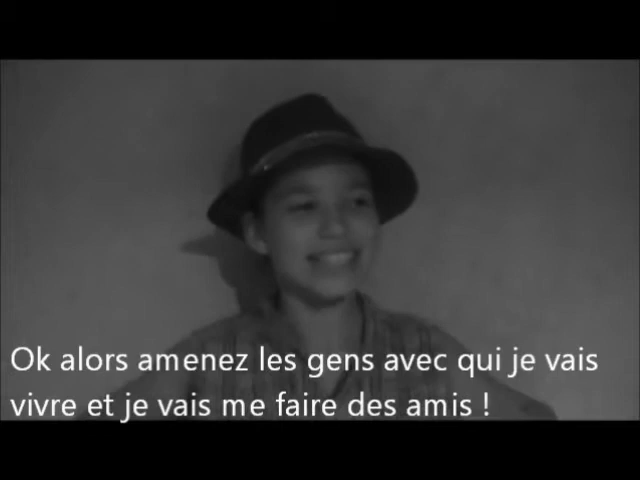 Ok alors amenez les gens avec qui je vais
vivre et je vais me faire des amis !